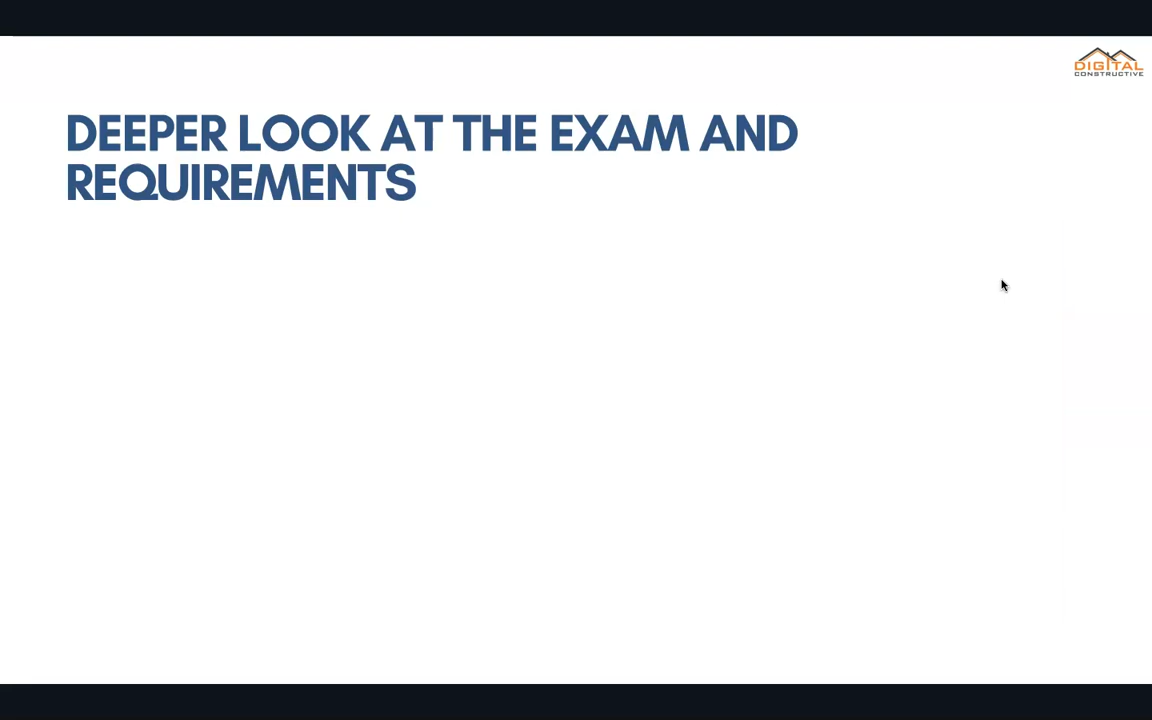 DIGITAL
CONSTRUCTIVE
DEEPER LOOK AT THE EXAM AND
REQUIREMENTS